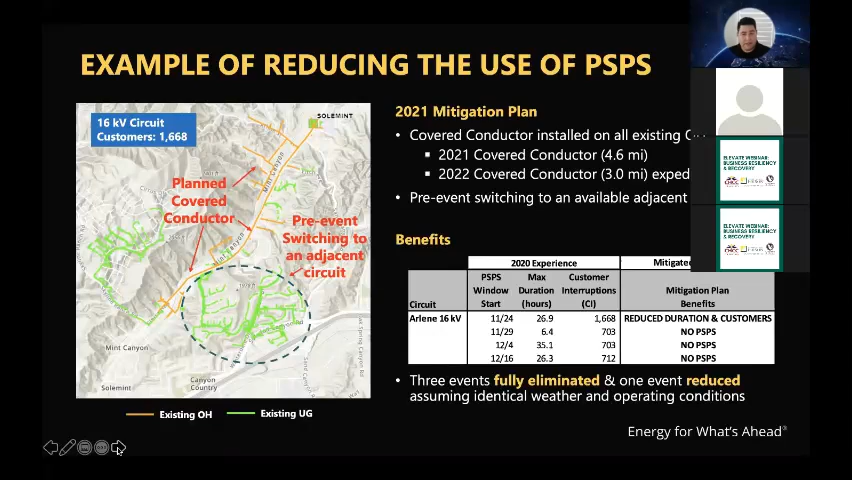 EXAMPLE OF REDUCING THE USE OF PSPS
16 kV Circuit
Customers: 1,668
SOLEMINT
Mint Canyon
Planned
Covered
Conductor
Pre-event
Switching to
an adjacent
circuit
Mint Canyon
Mint Canyon
Solemint
Canyon
Country
Existing OH
Existing UG
2021 Mitigation Plan
• Covered Conductor installed on all existing
▪ 2021 Covered Conductor (4.6 mi)
▪ 2022 Covered Conductor (3.0 mi) exped
• Pre-event switching to an available adjacent
Benefits
2020 Experience Mitigated
Circuit PSPS Window Start Max Duration (hours) Customer Interruptions (CI) Mitigation Plan Benefits
Arlene 16 kV 11/24 26.9 1,668 REDUCED DURATION & CUSTOMERS
11/29 6.4 703 NO PSPS
12/4 35.1 703 NO PSPS
12/16 26.3 712 NO PSPS
• Three events fully eliminated & one event reduced
assuming identical weather and operating conditions
Energy for What's Ahead®
ELEVATE WEBINAR:
BUSINESS RESILIENCY
& RECOVERY
ELEVATE WEBINAR:
BUSINESS RESILIENCY
& RECOVERY